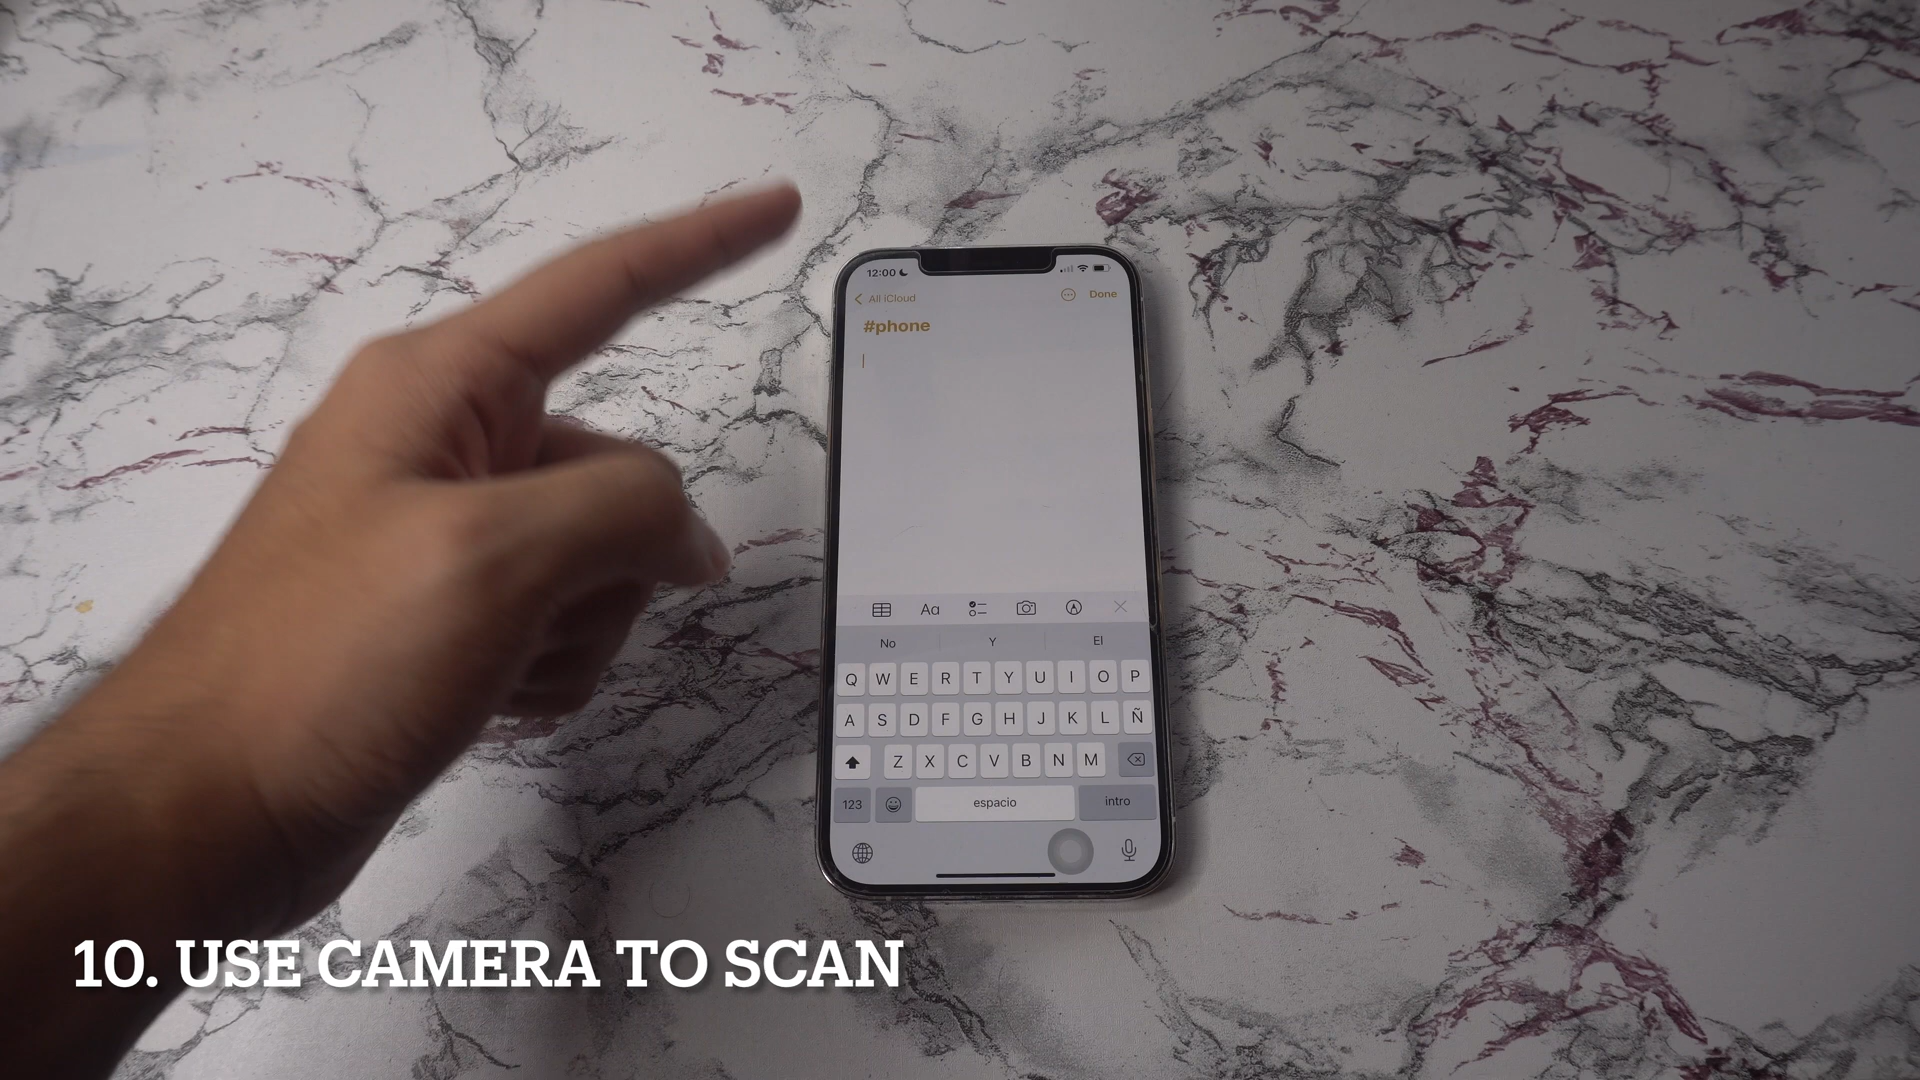 12:00
All iCloud
Done
#phone
Aa
No Y El
Q W E R T Y U I O P
A S D F G H J K L Ñ
Z X C V B N M
123 espacio intro
10. USE CAMERA TO SCAN